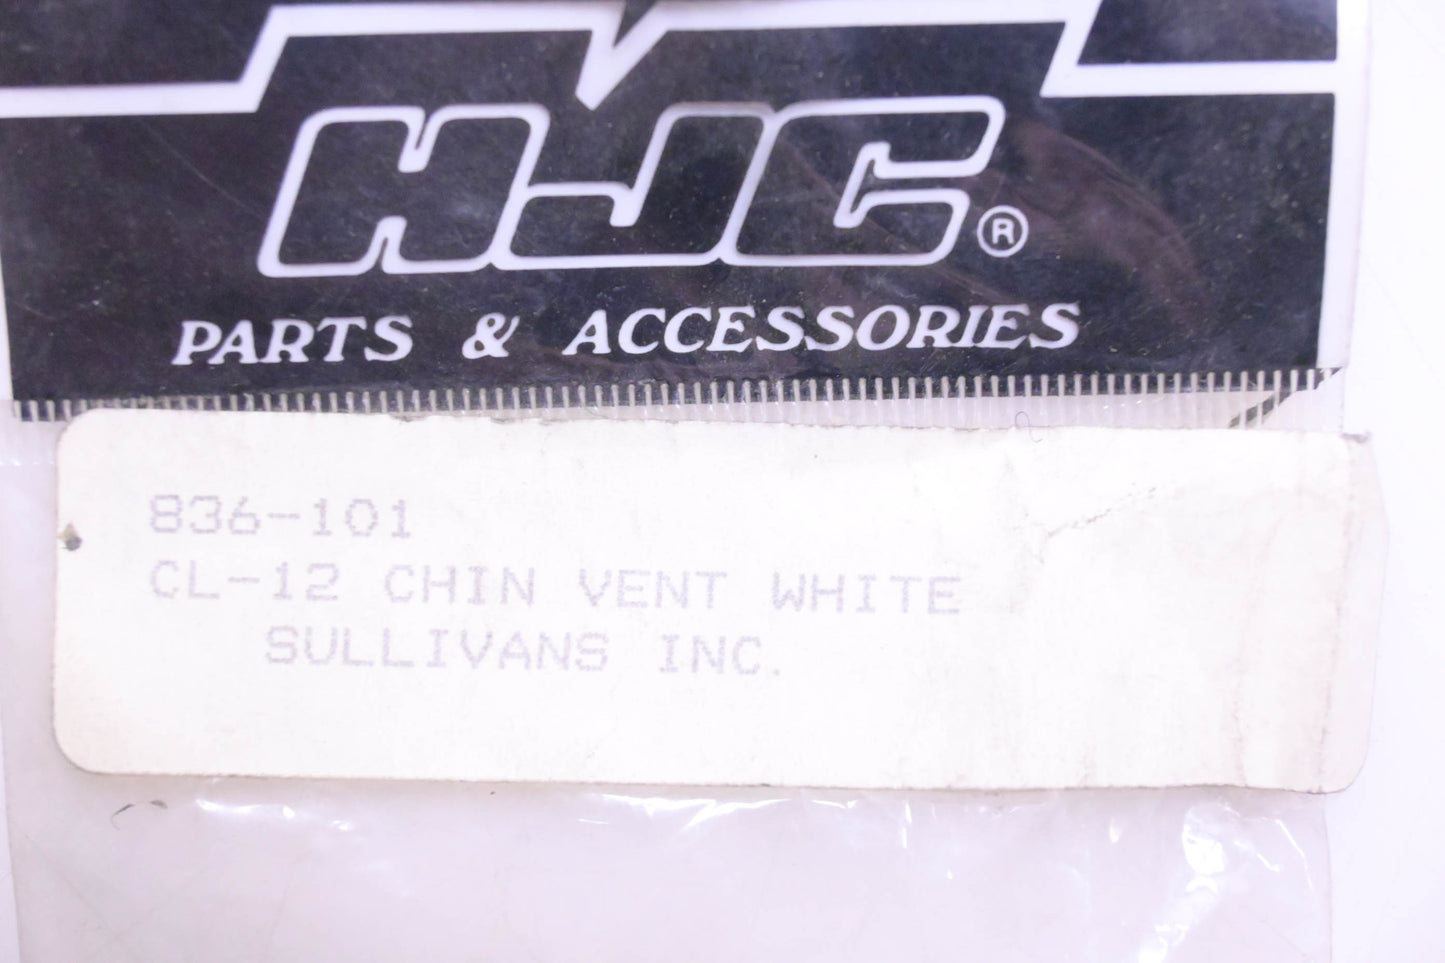 HJC®
PARTS & ACCESSORIES
836-101
CL-12 CHIN VENT WHITE
SULLIVANS INC.